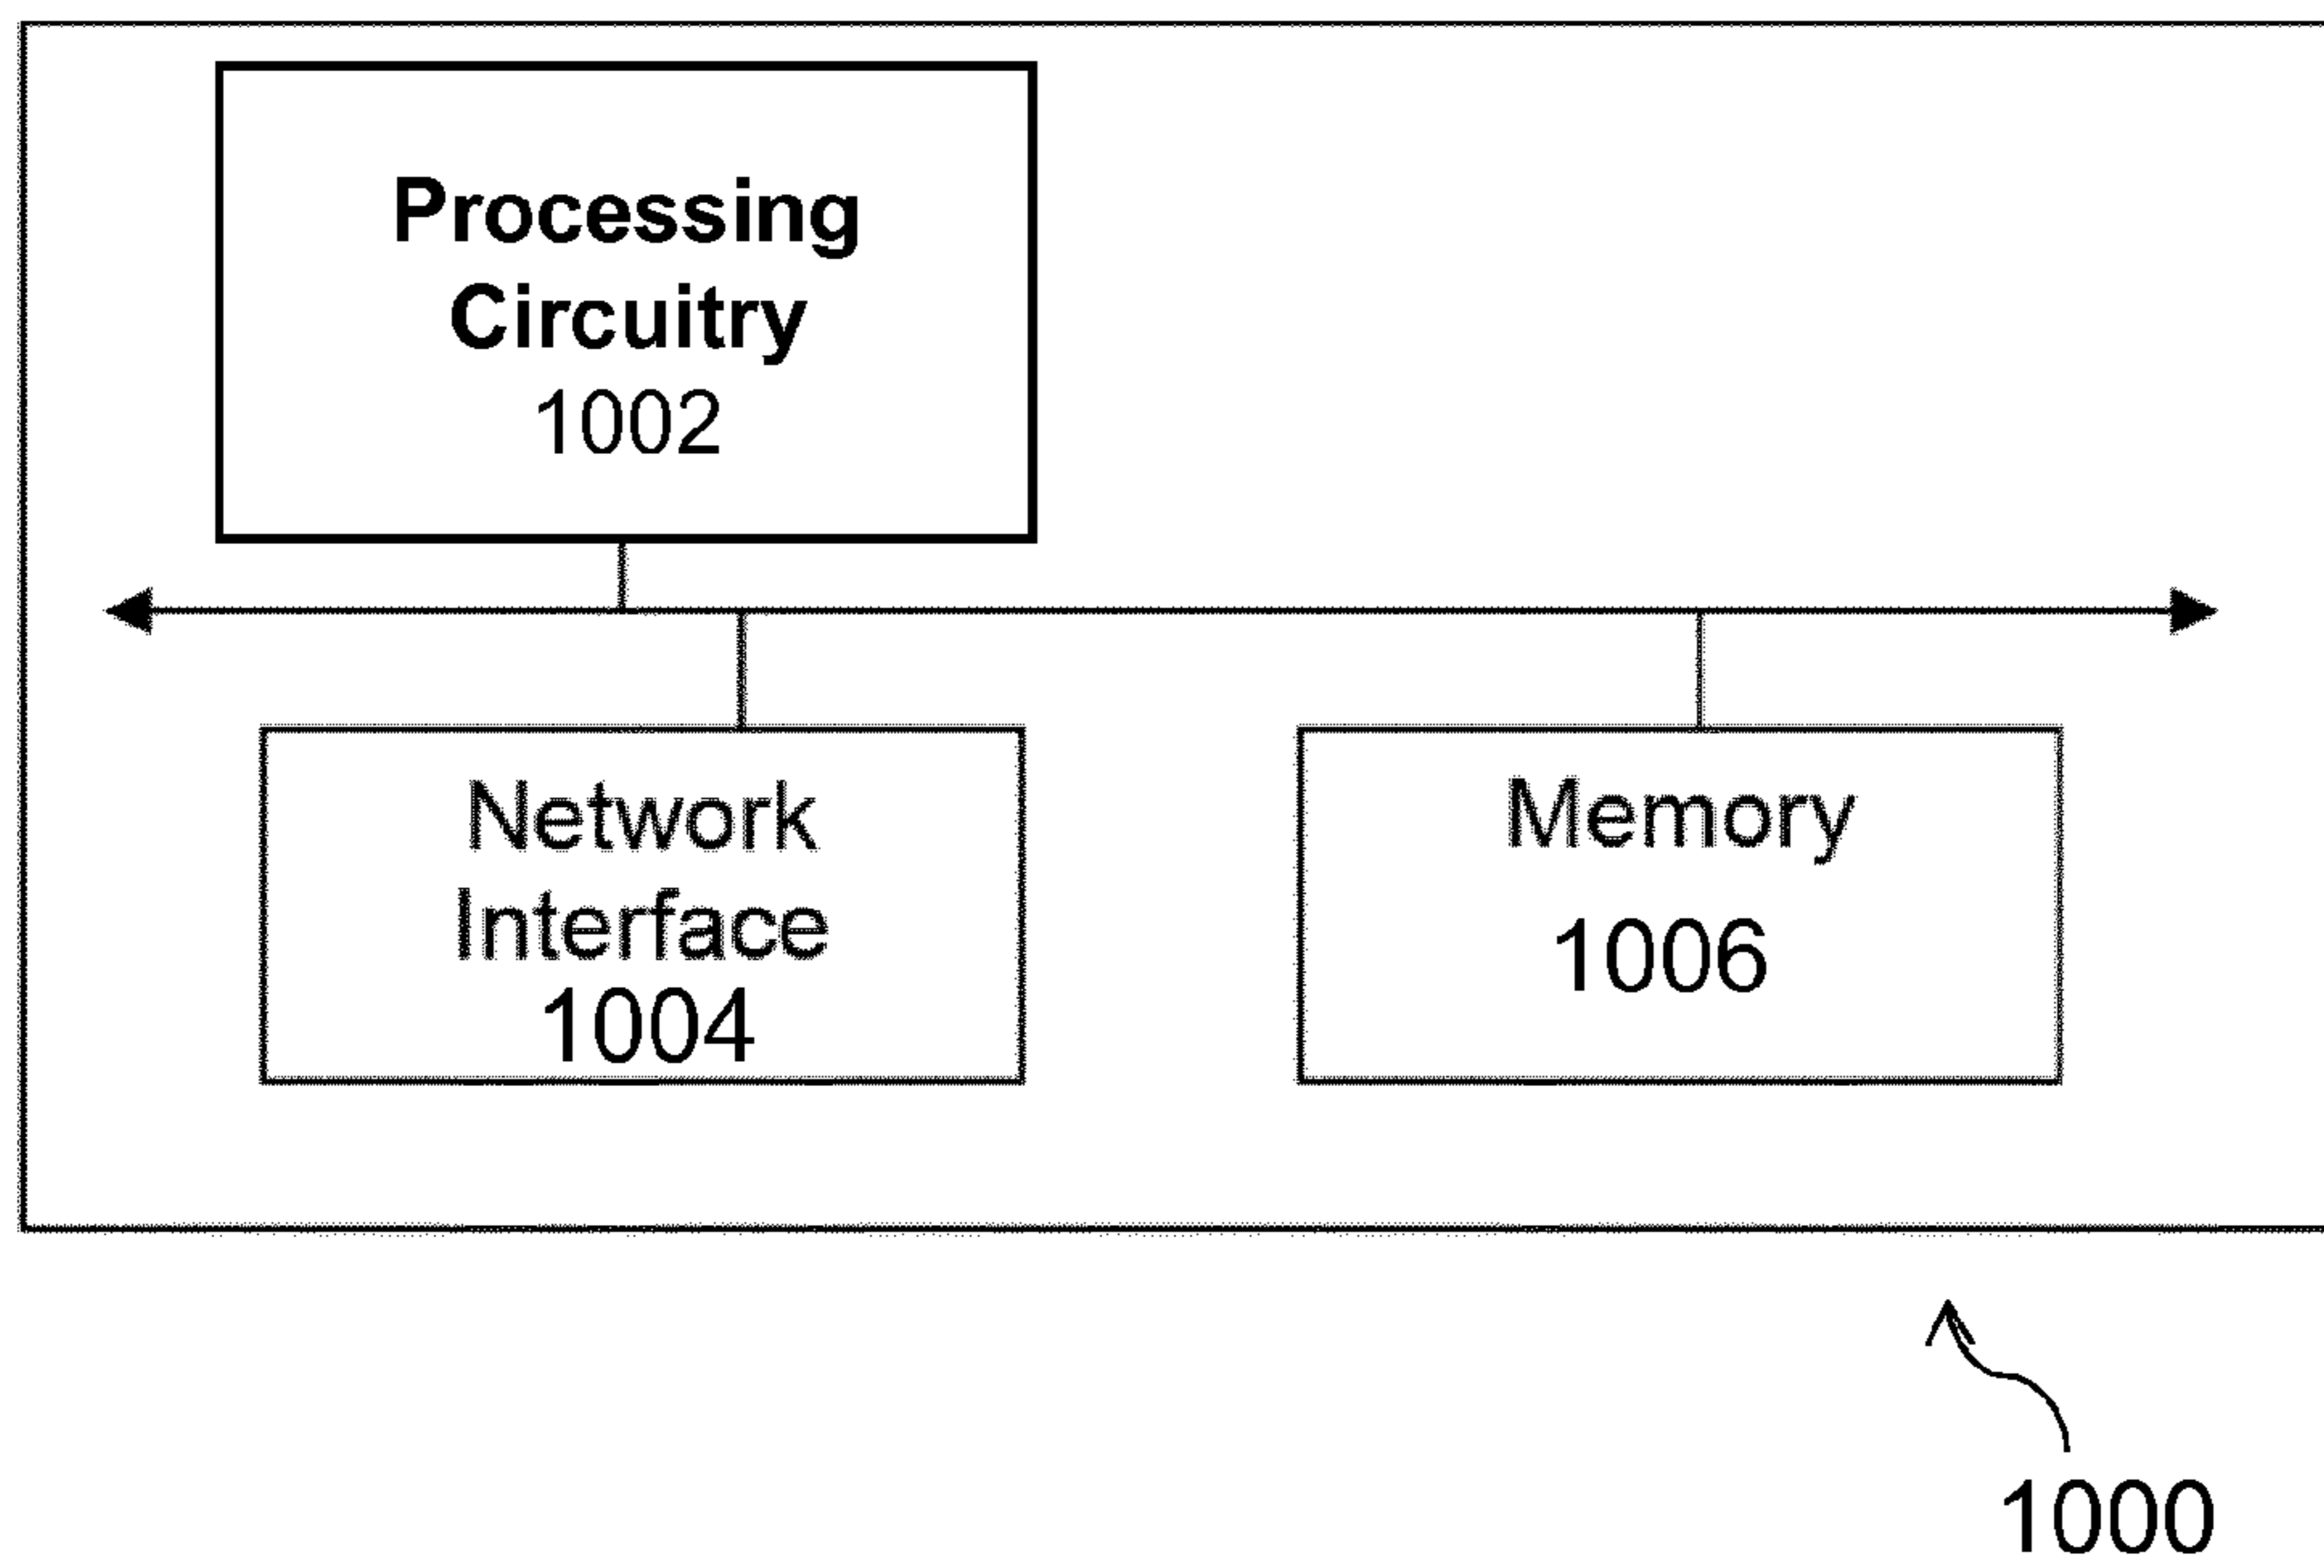 Processing
Circuitry
1002
Network
Interface
1004
Memory
1006
1000